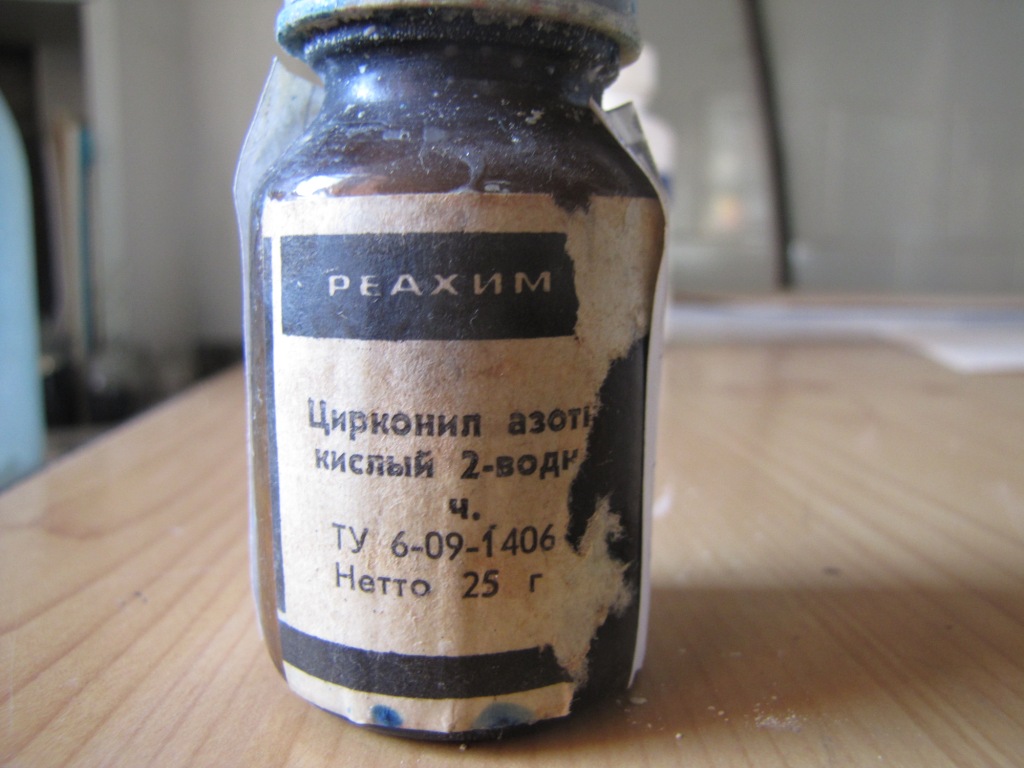 РЕАХИМ
Цирконил азотн
кислый 2-водн
ч.
ТУ 6-09-1406
Нетто 25 г